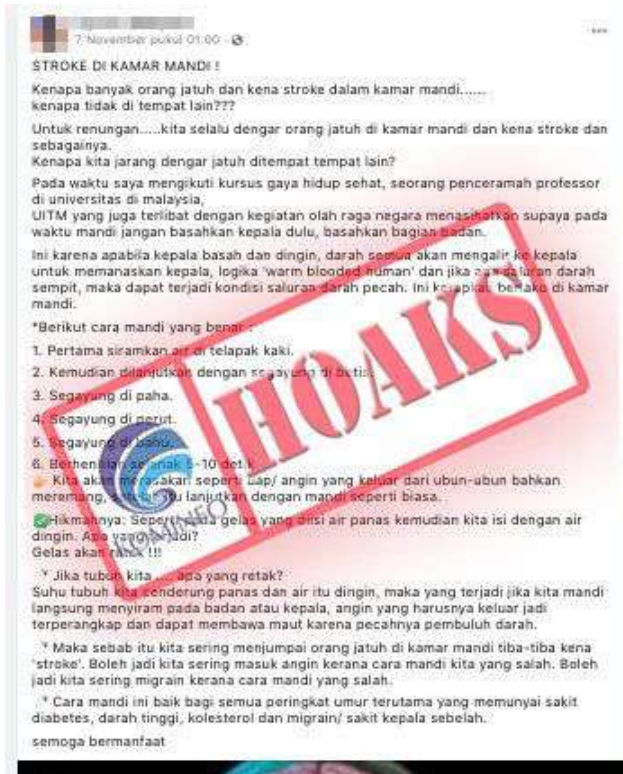 7 November pukul 01.00
STROKE DI KAMAR MANDI !
Kenapa banyak orang jatuh dan kena stroke dalam kamar mandi......
kenapa tidak di tempat lain???
Untuk renungan.....kita selalu dengar orang jatuh di kamar mandi dan kena stroke dan
sebagainya.
Kenapa kita jarang dengar jatuh ditempat tempat lain?
Pada waktu saya mengikuti kursus gaya hidup sehat, seorang penceramah professor
di universitas di malaysia,
UITM yang juga terlibat dengan kegiatan olah raga negara menasihatkan supaya pada
waktu mandi jangan basahkan kepala dulu, basahkan bagian badan.
Ini karena apabila kepala basah dan dingin, darah semua akan mengalir ke kepala
untuk memanaskan kepala, logika 'warm blooded human' dan jika saluran darah
sempit, maka dapat terjadi kondisi saluran darah pecah. Ini berlaku di kamar
mandi.
*Berikut cara mandi yang benar :
1. Pertama siramkan air di telapak kaki.
2. Kemudian dilanjutkan dengan segayung di betis.
3. Segayung di paha.
4. Segayung di perut.
5. Segayung di bahu.
6. Berhentilah sejenak 5-10 detik
Kita akan merasakan seperti uap/ angin yang keluar dari ubun-ubun bahkan
meremang, setelah itu lanjutkan dengan mandi seperti biasa.
Hikmahnya: Seperti pada gelas yang diisi air panas kemudian kita isi dengan air
dingin. Apa yang terjadi?
Gelas akan retak !!!
* Jika tubuh kita .... apa yang retak?
Suhu tubuh kita cenderung panas dan air itu dingin, maka yang terjadi jika kita mandi
langsung menyiram pada badan atau kepala, angin yang harusnya keluar jadi
terperangkap dan dapat membawa maut karena pecahnya pembuluh darah.
* Maka sebab itu kita sering menjumpai orang jatuh di kamar mandi tiba-tiba kena
'stroke'. Boleh jadi kita sering masuk angin kerana cara mandi kita yang salah. Boleh
jadi kita sering migrain kerana cara mandi yang salah.
* Cara mandi ini baik bagi semua peringkat umur terutama yang memunyai sakit
diabetes, darah tinggi, kolesterol dan migrain/ sakit kepala sebelah.
semoga bermanfaat
HOAKS
KOMINFO